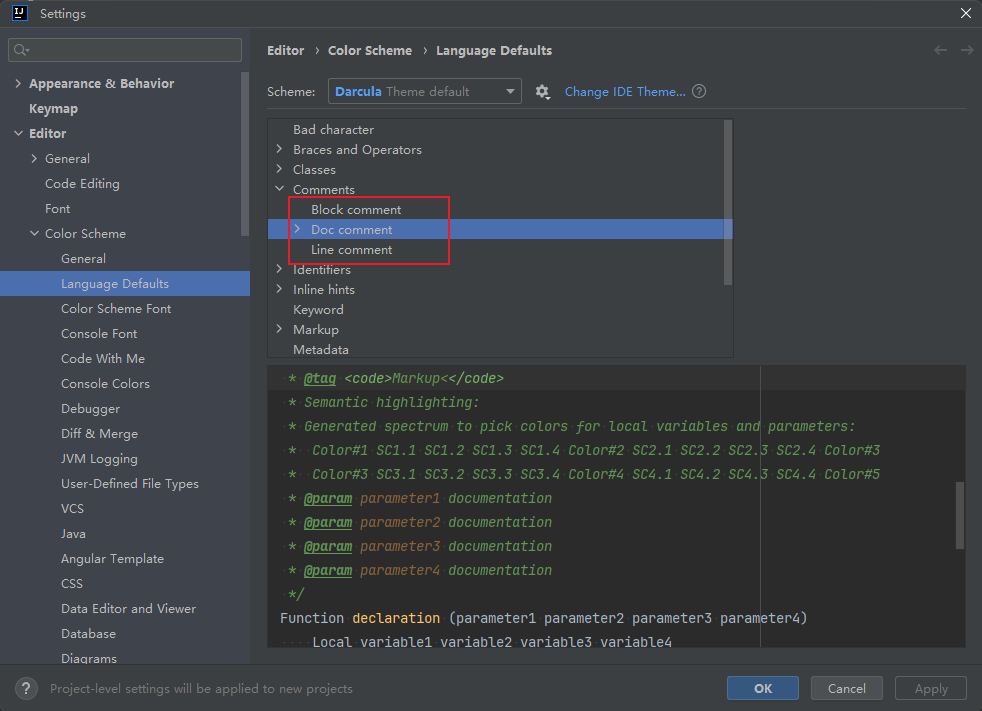 IJ Settings
Editor › Color Scheme › Language Defaults
Scheme: Darcula Theme default Change IDE Theme... ?
Appearance & Behavior
Keymap
Editor
General
Code Editing
Font
Color Scheme
General
Language Defaults
Color Scheme Font
Console Font
Code With Me
Console Colors
Debugger
Diff & Merge
JVM Logging
User-Defined File Types
VCS
Java
Angular Template
CSS
Data Editor and Viewer
Database
Diagrams
Bad character
Braces and Operators
Classes
Comments
Block comment
Doc comment
Line comment
Identifiers
Inline hints
Keyword
Markup
Metadata
* @tag <code>Markup<</code>
* Semantic highlighting:
* Generated spectrum to pick colors for local variables and parameters:
*  Color#1 SC1.1 SC1.2 SC1.3 SC1.4 Color#2 SC2.1 SC2.2 SC2.3 SC2.4 Color#3
*  Color#3 SC3.1 SC3.2 SC3.3 SC3.4 Color#4 SC4.1 SC4.2 SC4.3 SC4.4 Color#5
* @param parameter1 documentation
* @param parameter2 documentation
* @param parameter3 documentation
* @param parameter4 documentation
*/
Function declaration (parameter1 parameter2 parameter3 parameter4)
Local variable1 variable2 variable3 variable4
? Project-level settings will be applied to new projects
OK Cancel Apply